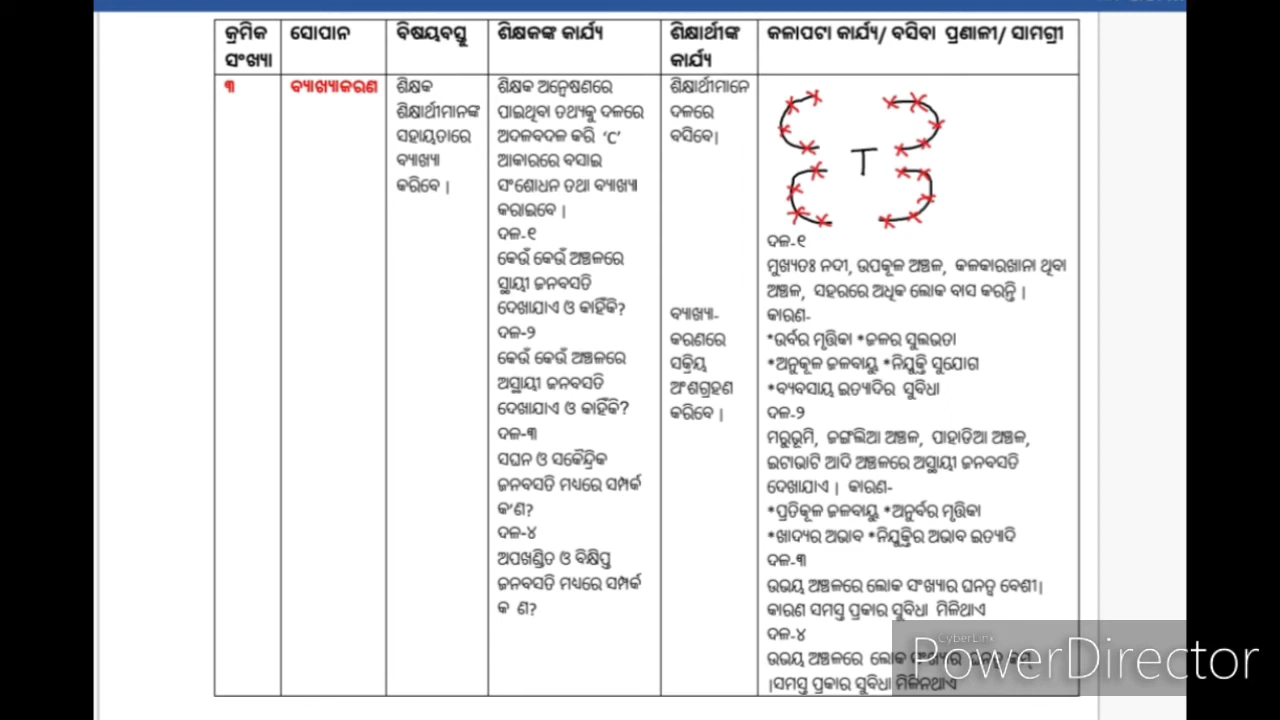 କ୍ରମିକ
ସଂଖ୍ୟା
ସୋପାନ
ବିଷୟବସ୍ତୁ
ଶିକ୍ଷକଙ୍କ କାର୍ଯ୍ୟ
ଶିକ୍ଷାର୍ଥୀଙ୍କ
କାର୍ଯ୍ୟ
କଳାପଟା କାର୍ଯ୍ୟ/ ବସିବା ପ୍ରଣାଳୀ/ ସାମଗ୍ରୀ
୩
ବ୍ୟାଖ୍ୟାକରଣ
ଶିକ୍ଷକ
ଶିକ୍ଷାର୍ଥୀମାନଙ୍କ
ସହାୟତାରେ
ବ୍ୟାଖ୍ୟା
କରିବେ |
ଶିକ୍ଷକ ଅନ୍ୱେଷଣରେ
ପାଇଥିବା ତଥ୍ୟକୁ ଦଳରେ
ଅଦଳବଦଳ କରି ‘C’
ଆକାରରେ ବସାଇ
ସଂଶୋଧନ ତଥା ବ୍ୟାଖ୍ୟା
କରାଇବେ |
ଦଳ-୧
କେଉଁ କେଉଁ ଅଞ୍ଚଳରେ
ସ୍ଥାୟୀ ଜନବସତି
ଦେଖାଯାଏ ଓ କାହିଁକି?
ଦଳ-୨
କେଉଁ କେଉଁ ଅଞ୍ଚଳରେ
ଅସ୍ଥାୟୀ ଜନବସତି
ଦେଖାଯାଏ ଓ କାହିଁକି?
ଦଳ-୩
ସଘନ ଓ ସକୈନ୍ଦ୍ରିକ
ଜନବସତି ମଧ୍ୟରେ ସମ୍ପର୍କ
କ'ଣ?
ଦଳ-୪
ଅପଖଣ୍ଡିତ ଓ ବିକ୍ଷିପ୍ତ
ଜନବସତି ମଧ୍ୟରେ ସମ୍ପର୍କ
କ ଣ?
ଶିକ୍ଷାର୍ଥୀମାନେ
ଦଳରେ
ବସିବେ|
ବ୍ୟାଖ୍ୟା-
କରଣରେ
ସକ୍ରିୟ
ଅଂଶଗ୍ରହଣ
କରିବେ |
T
ଦଳ-୧
ମୁଖ୍ୟତଃ ନଦୀ, ଉପକୂଳ ଅଞ୍ଚଳ, କଳକାରଖାନା ଥିବା
ଅଞ୍ଚଳ, ସହରରେ ଅଧିକ ଲୋକ ବାସ କରନ୍ତି |
କାରଣ-
*ଉର୍ବର ମୃତ୍ତିକା *ଜଳର ସୁଲଭତା
*ଅନୁକୂଳ ଜଳବାୟୁ *ନିଯୁକ୍ତି ସୁଯୋଗ
*ବ୍ୟବସାୟ ଇତ୍ୟାଦିର ସୁବିଧା
ଦଳ-୨
ମରୁଭୂମି, ଜଙ୍ଗଲିଆ ଅଞ୍ଚଳ, ପାହାଡିଆ ଅଞ୍ଚଳ,
ଇଟାଭାଟି ଆଦି ଅଞ୍ଚଳରେ ଅସ୍ଥାୟୀ ଜନବସତି
ଦେଖାଯାଏ | କାରଣ-
*ପ୍ରତିକୂଳ ଜଳବାୟୁ *ଅନୁର୍ବର ମୃତ୍ତିକା
*ଖାଦ୍ୟର ଅଭାବ *ନିଯୁକ୍ତିର ଅଭାବ ଇତ୍ୟାଦି
ଦଳ-୩
ଉଭୟ ଅଞ୍ଚଳରେ ଲୋକ ସଂଖ୍ୟାର ଘନତ୍ୱ ବେଶୀ|
କାରଣ ସମସ୍ତ ପ୍ରକାର ସୁବିଧା ମିଳିଥାଏ
ଦଳ-୪
ଉଭୟ ଅଞ୍ଚଳରେ ଲୋକ ସଂଖ୍ୟାର
|ସମସ୍ତ ପ୍ରକାର ସୁବିଧା ମିଳିନଥାଏ
CyberLink
PowerDirector